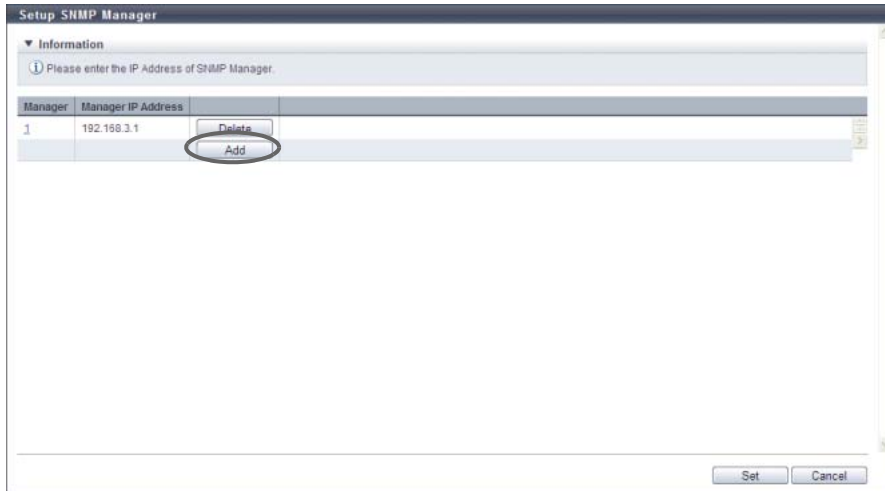 Setup SNMP Manager
▼ Information
Please enter the IP Address of SNMP Manager.
Manager Manager IP Address
1 192.168.3.1 Delete
Add
Set Cancel